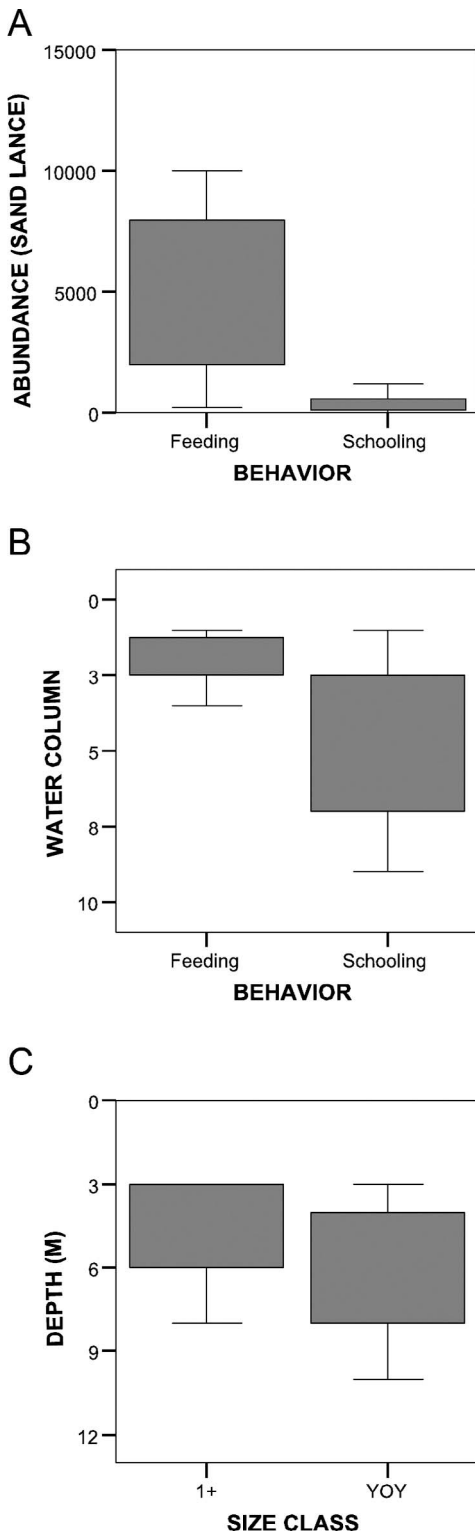 A
ABUNDANCE (SAND LANCE)
15000
10000
5000
0
Feeding Schooling
BEHAVIOR
B
WATER COLUMN
0
3
5
8
10
Feeding Schooling
BEHAVIOR
C
DEPTH (M)
0
3
6
9
12
1+ YOY
SIZE CLASS